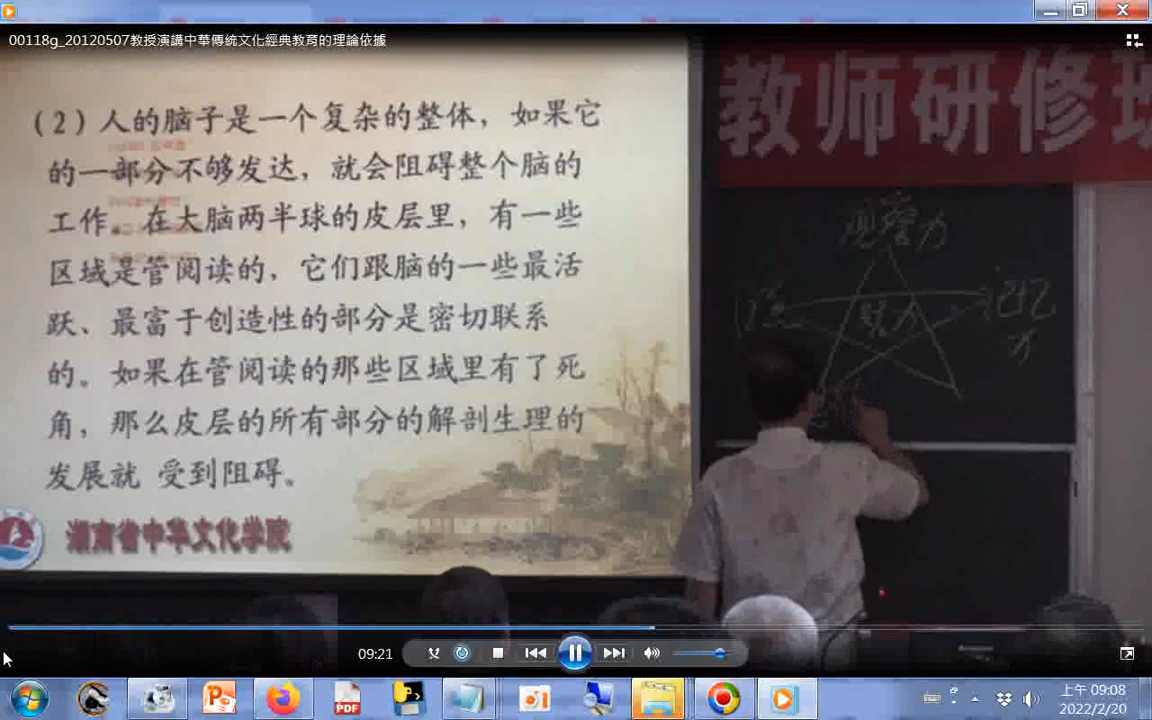 00118g_20120507教授演講中華傳統文化經典教育的理論依據
（2）人的脑子是一个复杂的整体，如果它
的一部分不够发达，就会阻碍整个脑的
工作。在大脑两半球的皮层里，有一些
区域是管阅读的，它们跟脑的一些最活
跃、最富于创造性的部分是密切联系
的。如果在管阅读的那些区域里有了死
角，那么皮层的所有部分的解剖生理的
发展就 受到阻碍。
湖南省中华文化学院
教师研修班
观察力
记忆
力
09:21
上午 09:08
2022/2/20